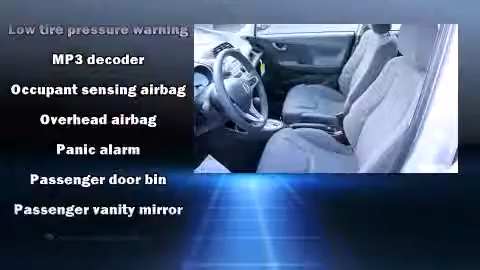 Low tire pressure warning
MP3 decoder
Occupant sensing airbag
Overhead airbag
Panic alarm
Passenger door bin
Passenger vanity mirror